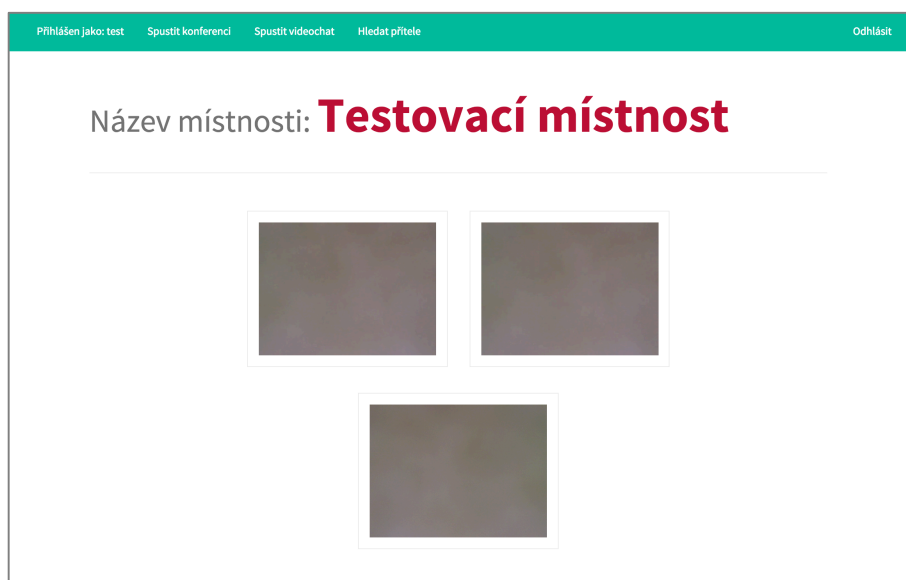 Přihlášen jako: test Spustit konferenci Spustit videochat Hledat přítele Odhlásit
Název místnosti: Testovací místnost